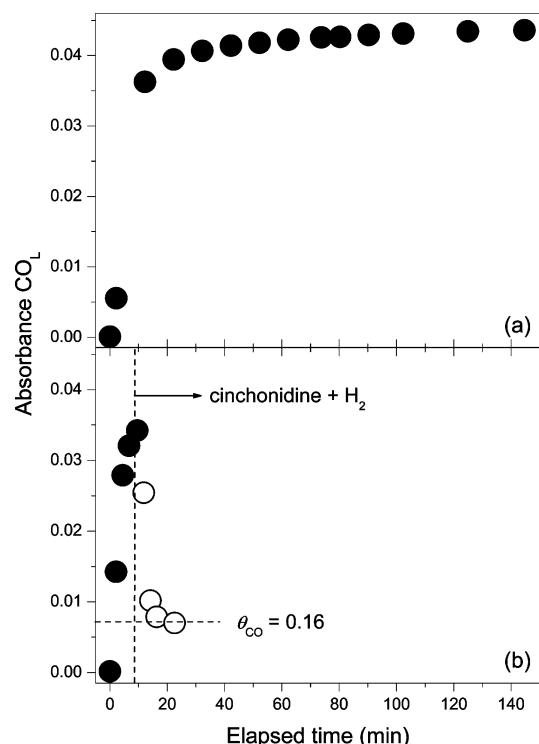 0.04
0.03
0.02
0.01
0.00
(a)
Absorbance CO_L
cinchonidine + H₂
0.04
0.03
0.02
0.01
0.00
θ_CO = 0.16
(b)
0 20 40 60 80 100 120 140
Elapsed time (min)